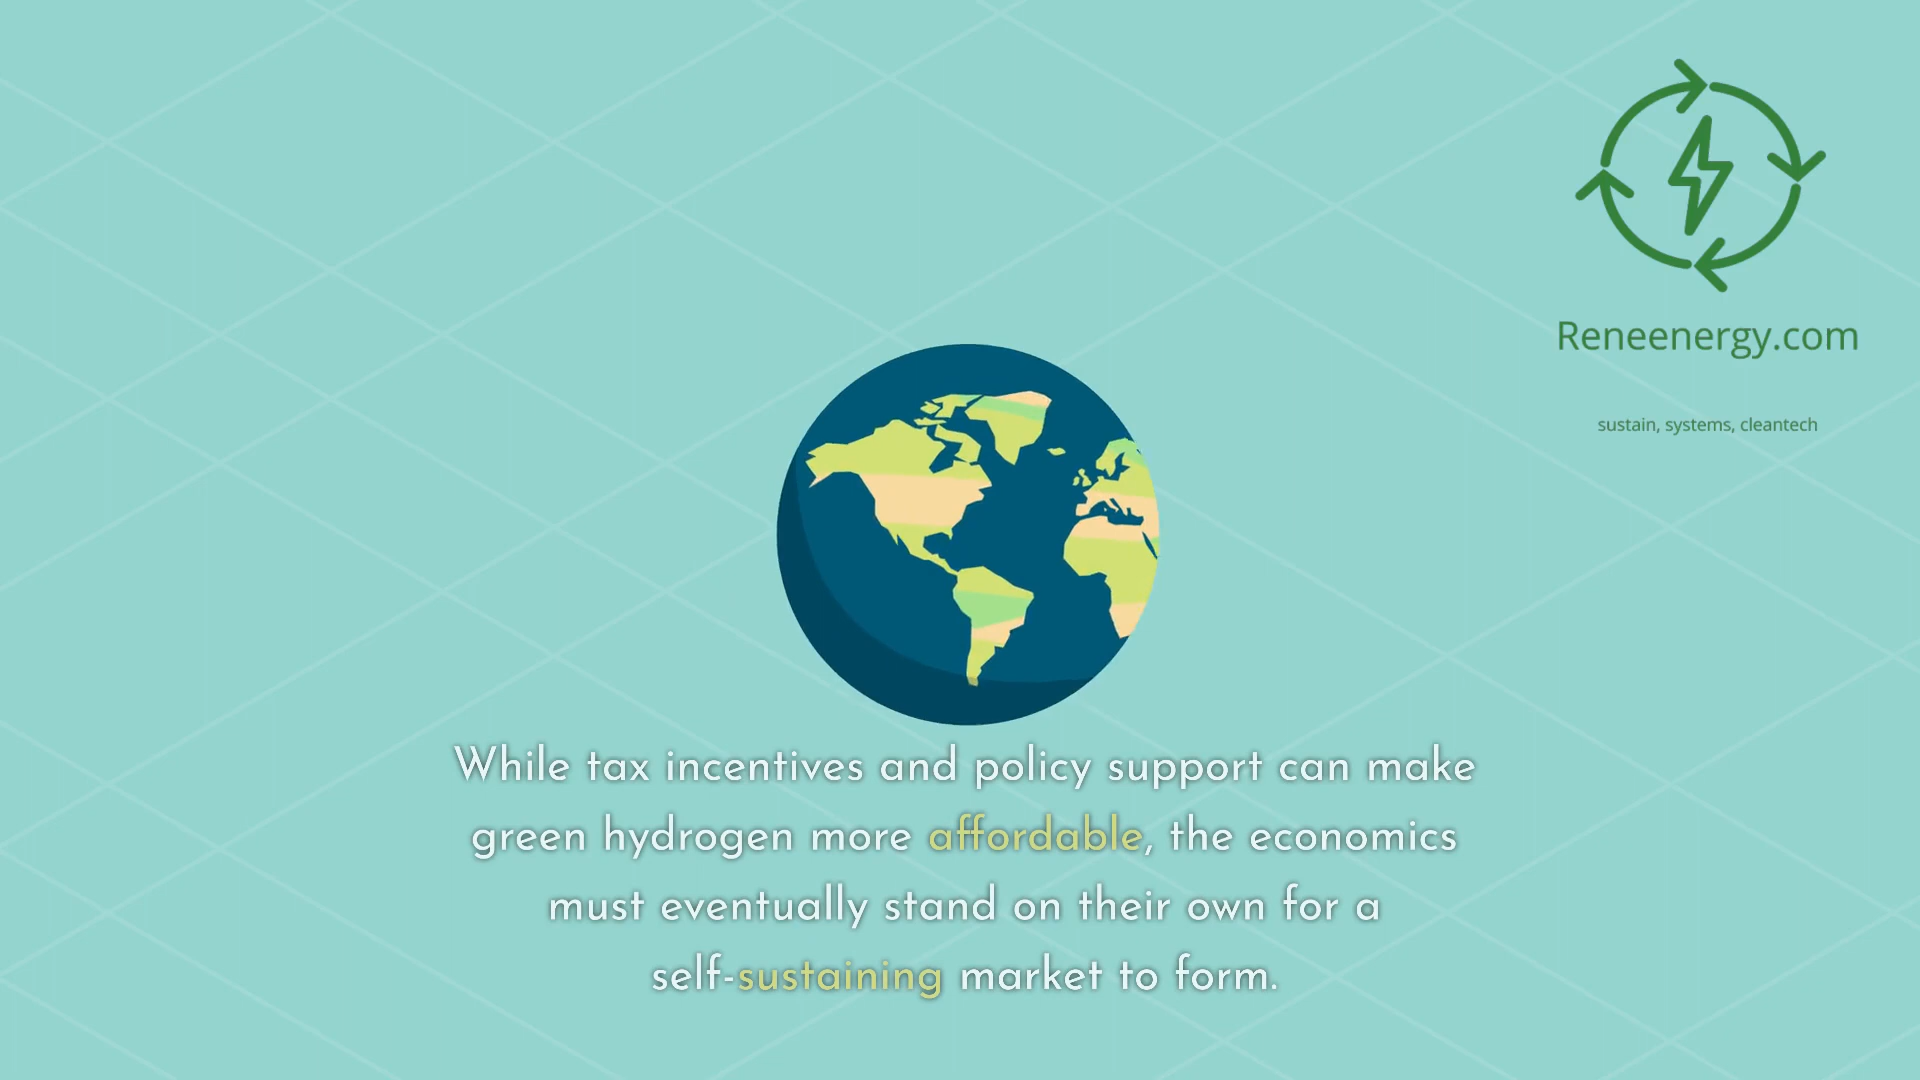 Reneenergy.com
sustain, systems, cleantech
While tax incentives and policy support can make
green hydrogen more affordable, the economics
must eventually stand on their own for a
self-sustaining market to form.